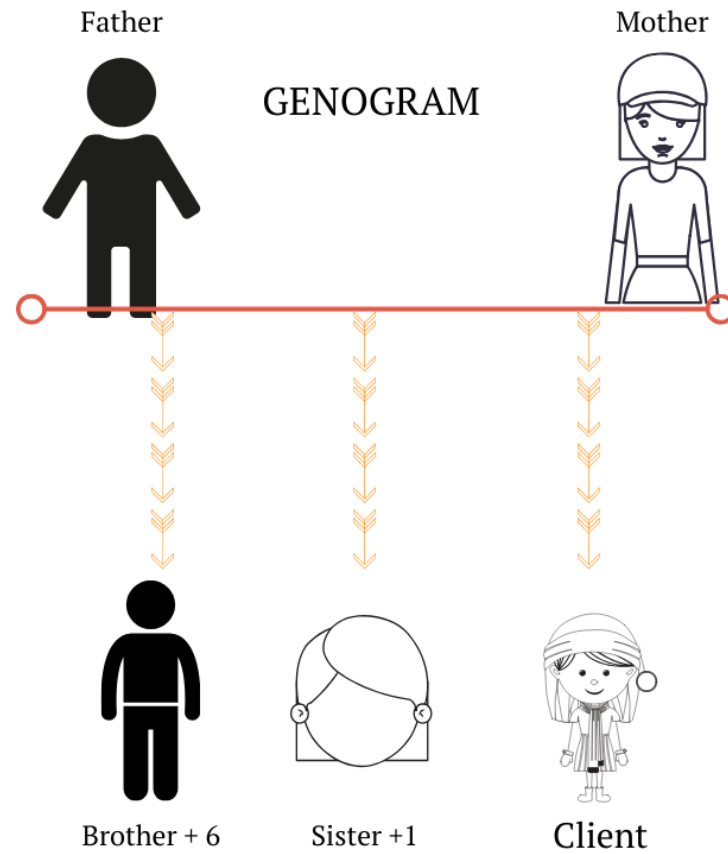 Father
Mother
GENOGRAM
Brother + 6
Sister +1
Client